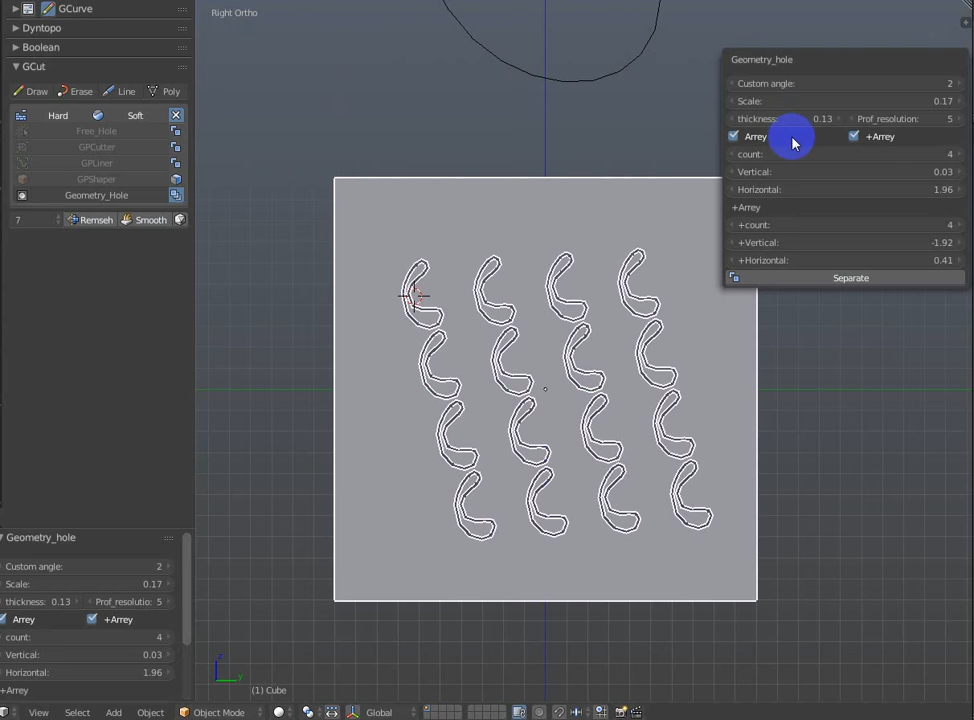 GCurve
Dyntopo
Boolean
GCut
Draw Erase Line Poly
Hard Soft
Free_Hole
GPCutter
GPLiner
GPShaper
Geometry_Hole
7 Remseh Smooth
Geometry_hole
Custom angle: 2
Scale: 0.17
thickness: 0.13 Prof_resolutio: 5
Arrey +Arrey
count: 4
Vertical: 0.03
Horizontal: 1.96
+Arrey
Right Ortho
Geometry_hole
Custom angle: 2
Scale: 0.17
thickness: 0.13 Prof_resolution: 5
Arrey +Arrey
count: 4
Vertical: 0.03
Horizontal: 1.96
+Arrey
+count: 4
+Vertical: -1.92
+Horizontal: 0.41
Separate
z
y
(1) Cube
View Select Add Object Object Mode Global